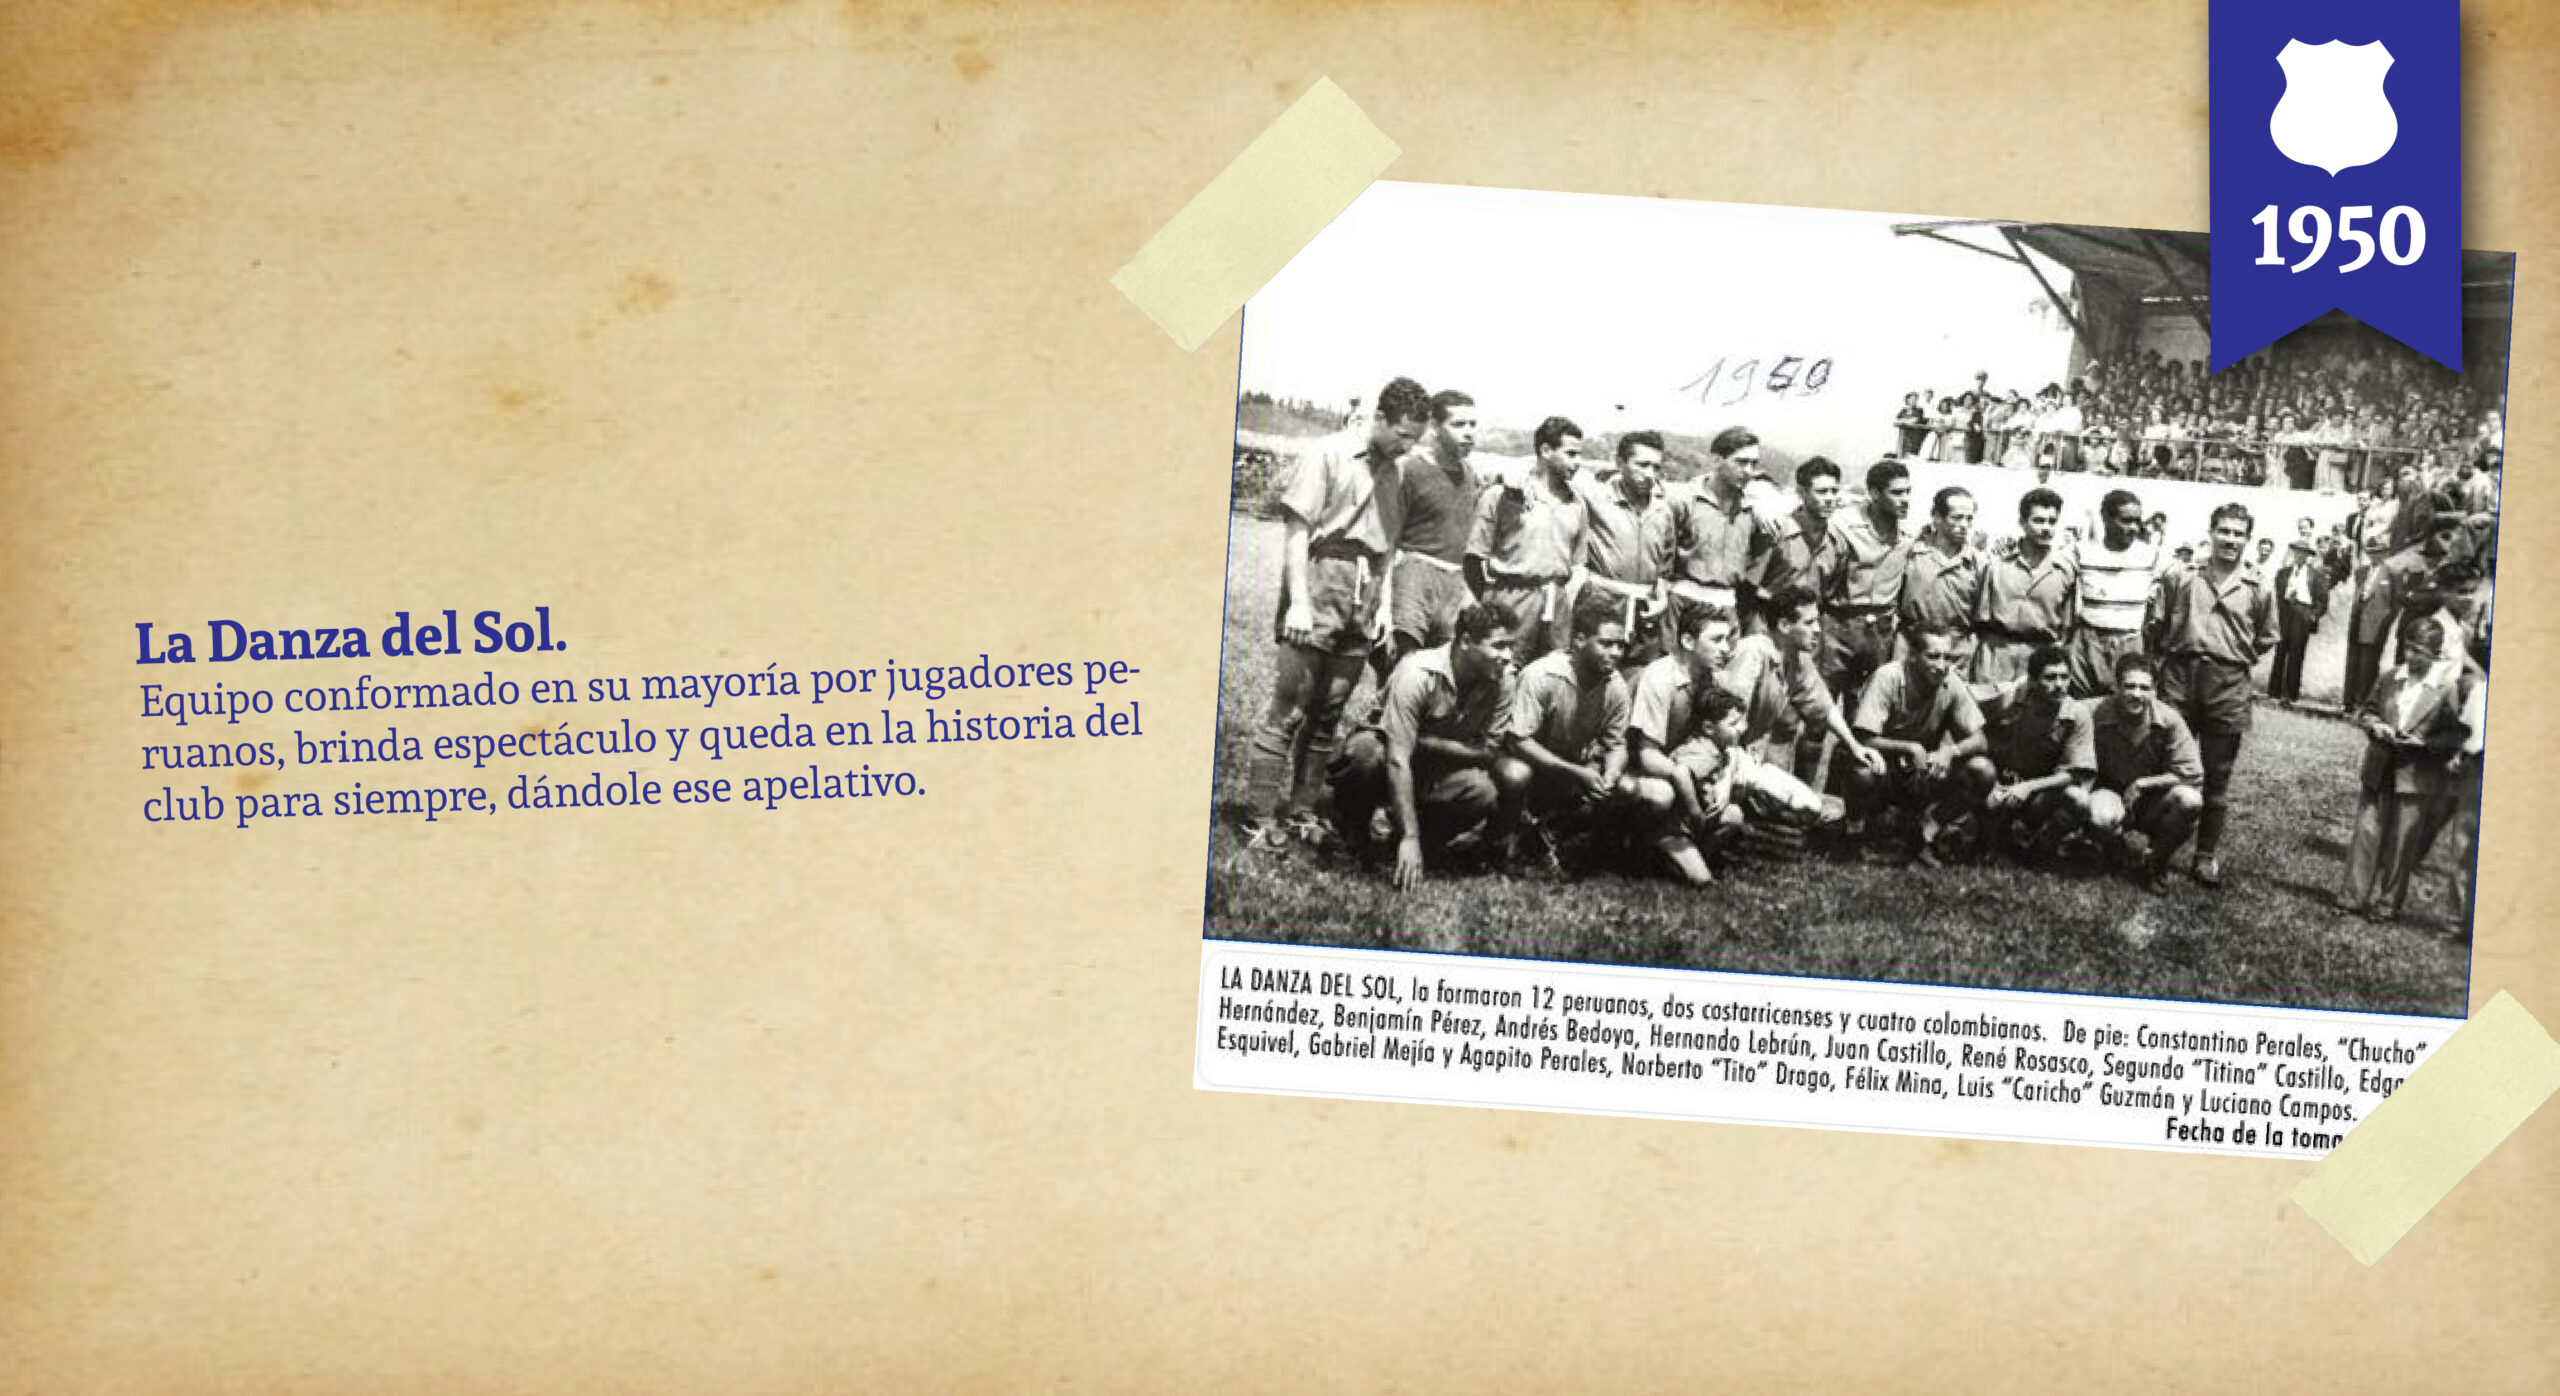 La Danza del Sol.
Equipo conformado en su mayoría por jugadores pe-
ruanos, brinda espectáculo y queda en la historia del
club para siempre, dándole ese apelativo.
1950
1950
LA DANZA DEL SOL, la formaron 12 peruanos, dos costarricenses y cuatro colombianos. De pie: Constantino Perales, "Chucho"
Hernández, Benjamín Pérez, Andrés Bedoya, Hernando Lebrún, Juan Castillo, René Rosasco, Segundo "Titina" Castillo,
Esquivel, Gabriel Mejía y Agapito Perales, Norberto "Tito" Drago, Félix Mina, Luis "Caricho" Guzmán y Luciano Campos.
Fecha de la